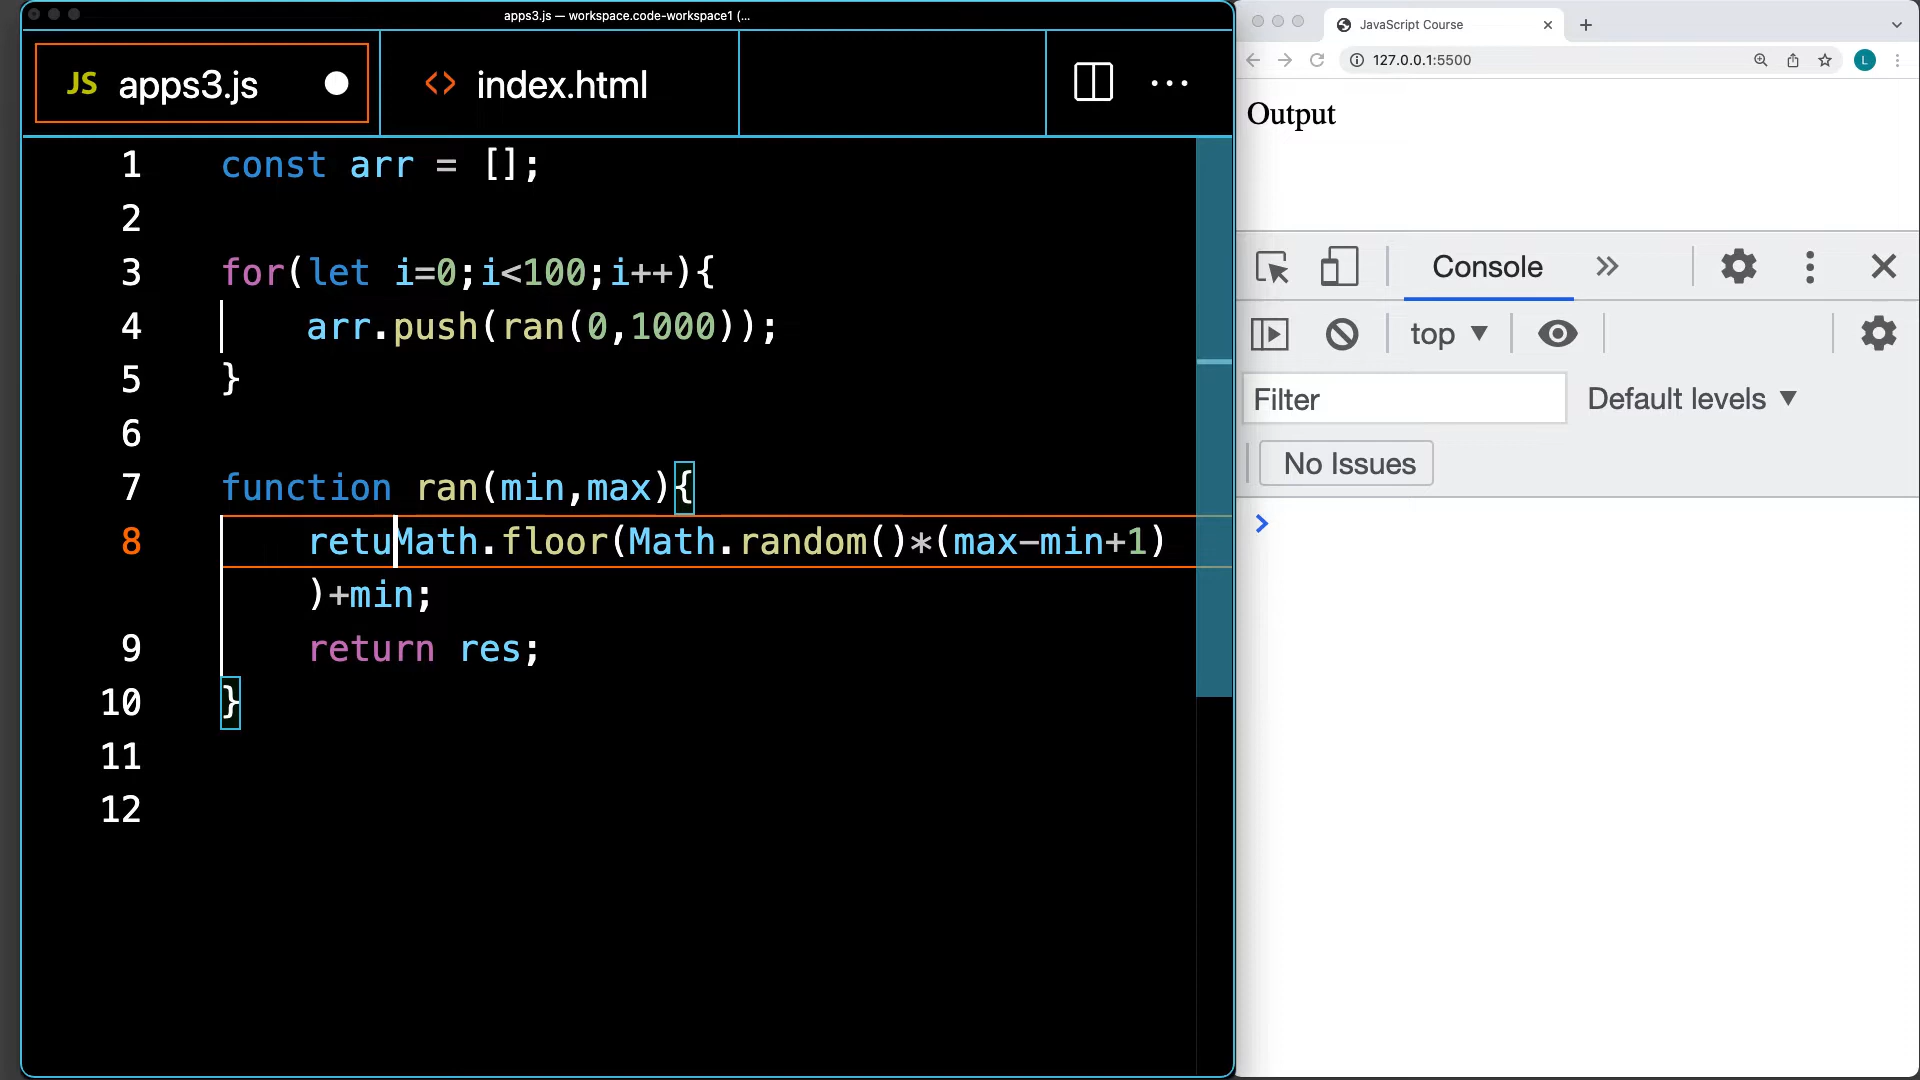 apps3.js — workspace.code-workspace1 (...
JS apps3.js
<> index.html
...
1 const arr = [];
2
3 for(let i=0;i<100;i++){
4 arr.push(ran(0,1000));
5 }
6
7 function ran(min,max){
8 retuMath.floor(Math.random()*(max-min+1)
)+min;
9 return res;
10 }
11
12
JavaScript Course
127.0.0.1:5500
L
Output
Console
top
Filter
Default levels
No Issues